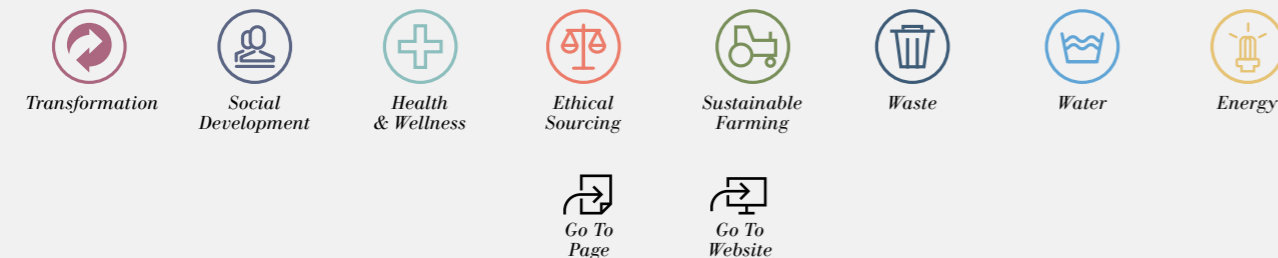 Transformation
Social
Development
Health
& Wellness
Ethical
Sourcing
Sustainable
Farming
Waste
Water
Energy
Go To
Page
Go To
Website